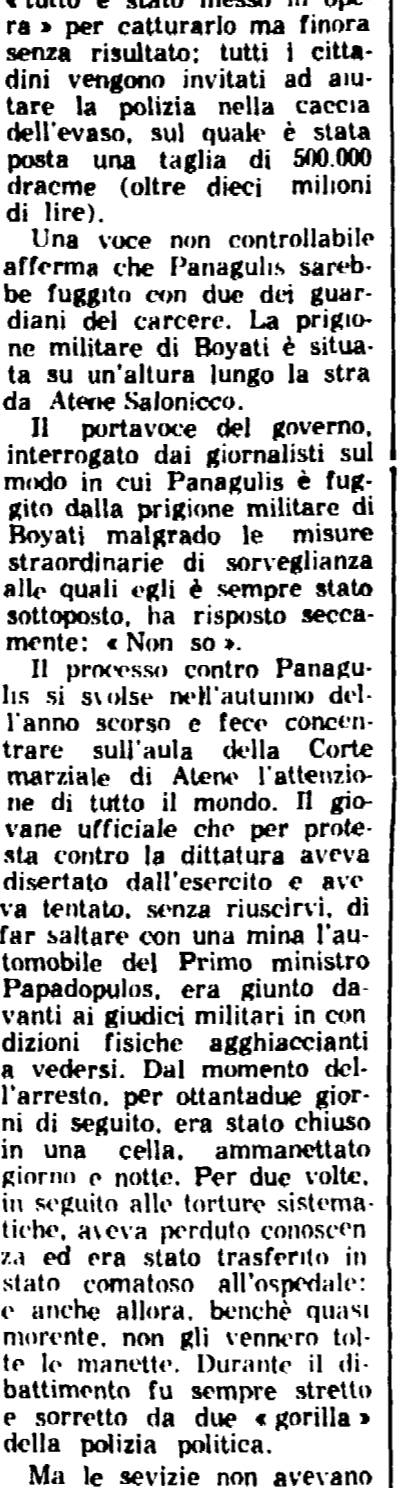 « tutto è stato messo in ope-
ra » per catturarlo ma finora
senza risultato: tutti i citta-
dini vengono invitati ad aiu-
tare la polizia nella caccia
dell'evaso, sul quale è stata
posta una taglia di 500.000
dracme (oltre dieci milioni
di lire).
Una voce non controllabile
afferma che Panagulis sareb-
be fuggito con due dei guar-
diani del carcere. La prigio-
ne militare di Boyati è situa-
ta su un'altura lungo la stra
da Atene Salonicco.
Il portavoce del governo,
interrogato dai giornalisti sul
modo in cui Panagulis è fug-
gito dalla prigione militare di
Boyati malgrado le misure
straordinarie di sorveglianza
alle quali egli è sempre stato
sottoposto, ha risposto secca-
mente: « Non so ».
Il processo contro Panagu-
lis si svolse nell'autunno del-
l'anno scorso e fece concen-
trare sull'aula della Corte
marziale di Atene l'attenzio-
ne di tutto il mondo. Il gio-
vane ufficiale che per prote-
sta contro la dittatura aveva
disertato dall'esercito e ave
va tentato, senza riuscirvi, di
far saltare con una mina l'au-
tomobile del Primo ministro
Papadopulos, era giunto da-
vanti ai giudici militari in con
dizioni fisiche agghiaccianti
a vedersi. Dal momento del-
l'arresto, per ottantadue gior-
ni di seguito, era stato chiuso
in una cella, ammanettato
giorno e notte. Per due volte,
in seguito alle torture sistema-
tiche, aveva perduto conoscen
za ed era stato trasferito in
stato comatoso all'ospedale:
e anche allora, benchè quasi
morente, non gli vennero tol-
te le manette. Durante il di-
battimento fu sempre stretto
e sorretto da due « gorilla »
della polizia politica.
Ma le sevizie non avevano